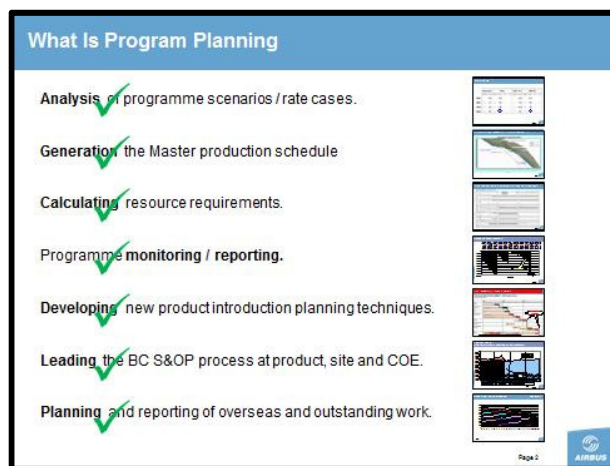 What Is Program Planning
Analysis of programme scenarios / rate cases.
Generation the Master production schedule
Calculating resource requirements.
Programme monitoring / reporting.
Developing new product introduction planning techniques.
Leading the BC S&OP process at product, site and COE.
Planning and reporting of overseas and outstanding work.
Page 2
AIRBUS